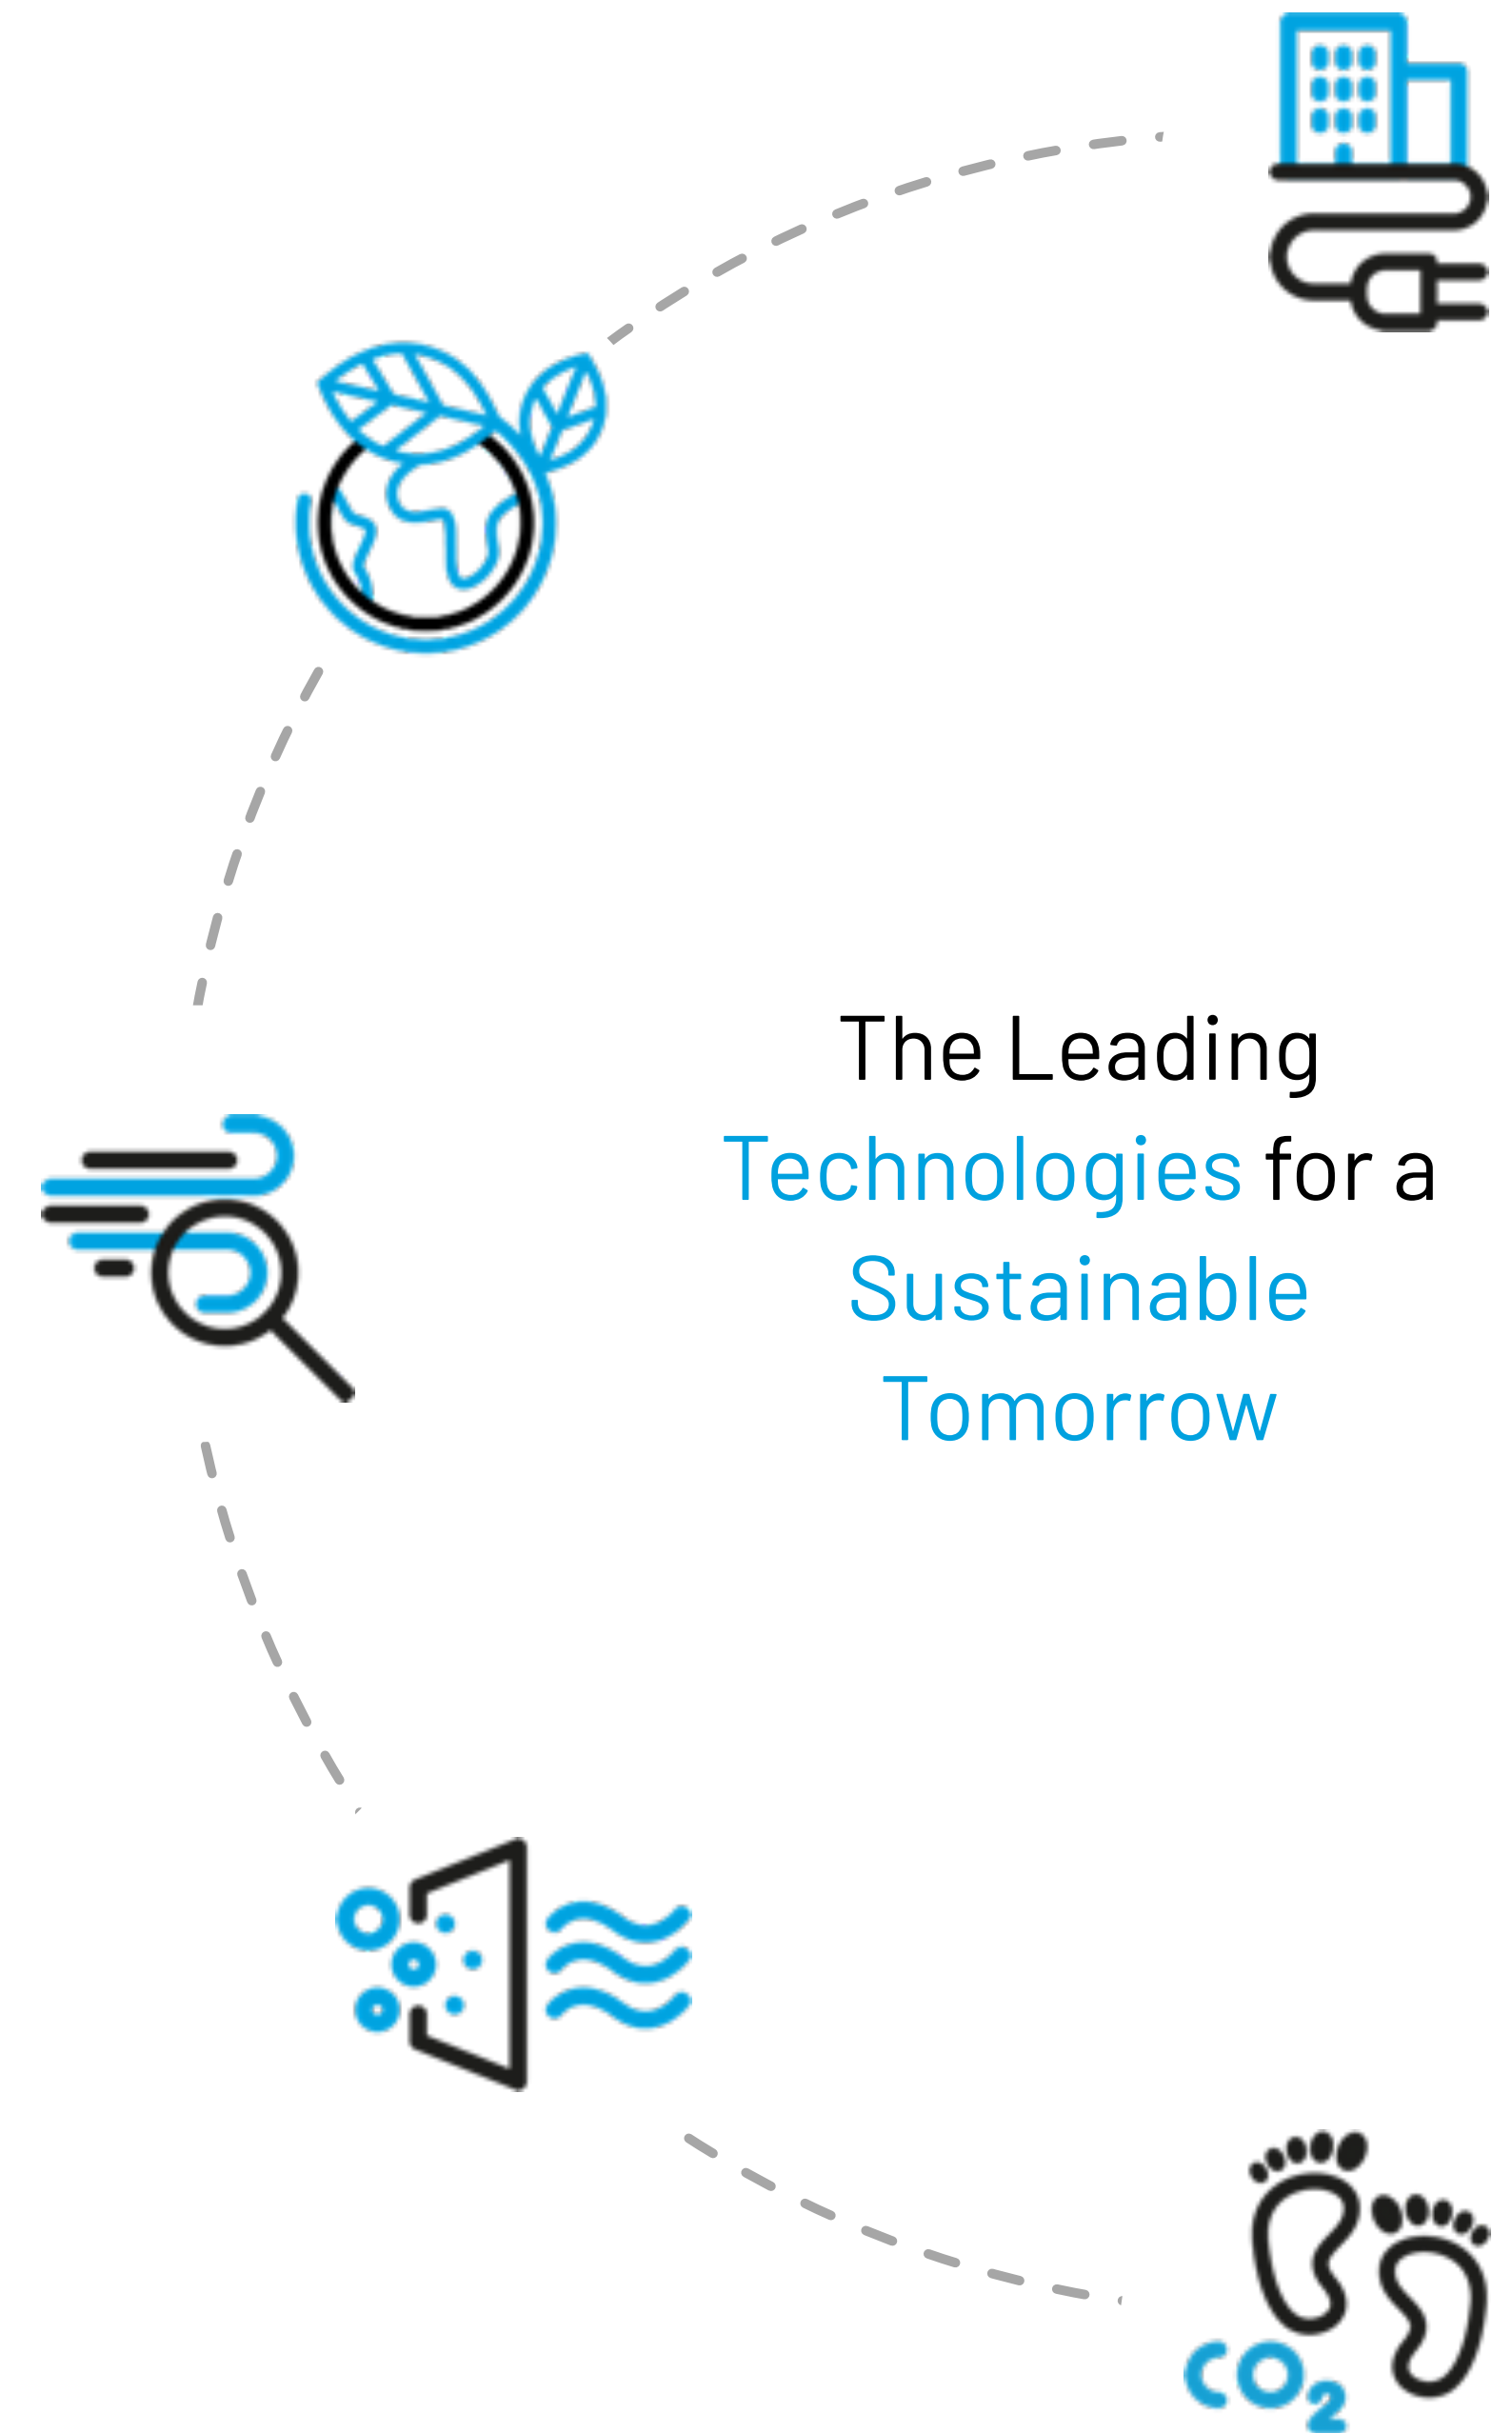 The Leading
Technologies for a
Sustainable
Tomorrow
CO₂